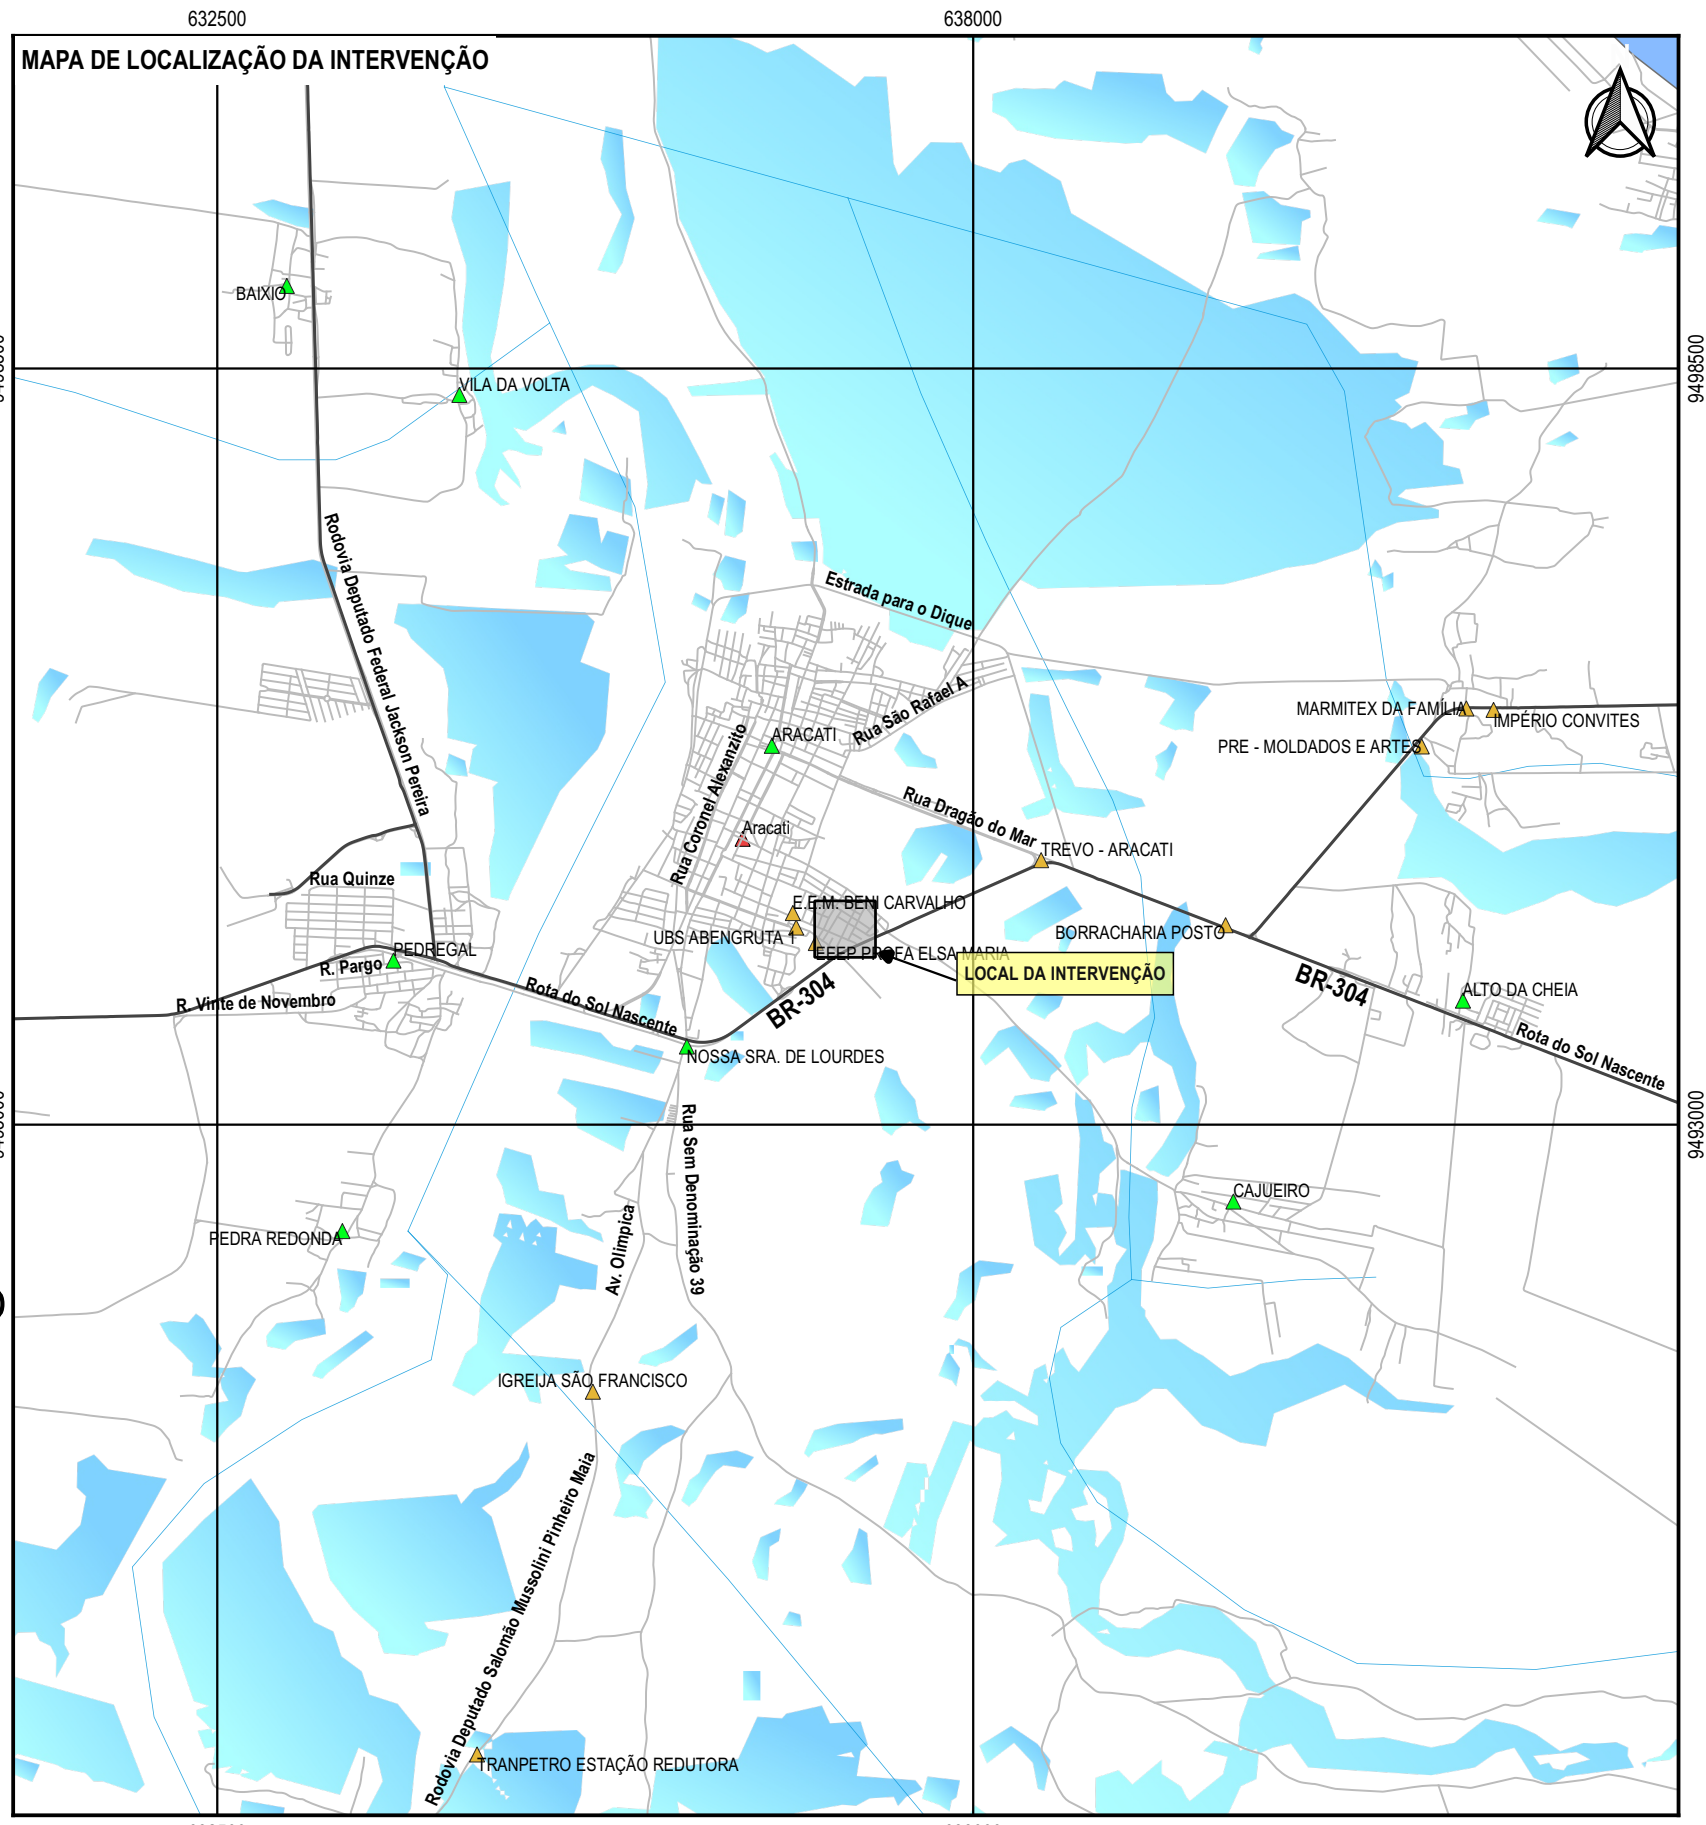 632500
638000
MAPA DE LOCALIZAÇÃO DA INTERVENÇÃO
BAIXIO
9498500
VILA DA VOLTA
Rodovia Deputado Federal Jackson Pereira
Estrada para o Dique
Rua São Rafael A
MARMITEX DA FAMÍLIA
IMPÉRIO CONVITES
PRE - MOLDADOS E ARTES
ARACATI
Rua Coronel Alexanzito
Rua Dragão do Mar
Aracati
TREVO - ARACATI
Rua Quinze
E.E.M. BENI CARVALHO
UBS ABENGRUTA 1
BORRACHARIA POSTO
EEEP PROFA ELSA MARIA
PEDREGAL
R. Pargo
LOCAL DA INTERVENÇÃO
R. Vinte de Novembro
Rota do Sol Nascente
BR-304
BR-304
ALTO DA CHEIA
Rota do Sol Nascente
NOSSA SRA. DE LOURDES
9493000
Rua Sem Denominação 39
CAJUEIRO
PEDRA REDONDA
Av. Olimpica
IGREIJA SÃO FRANCISCO
Rodovia Deputado Salomão Mussolini Pinheiro Maia
TRANPETRO ESTAÇÃO REDUTORA